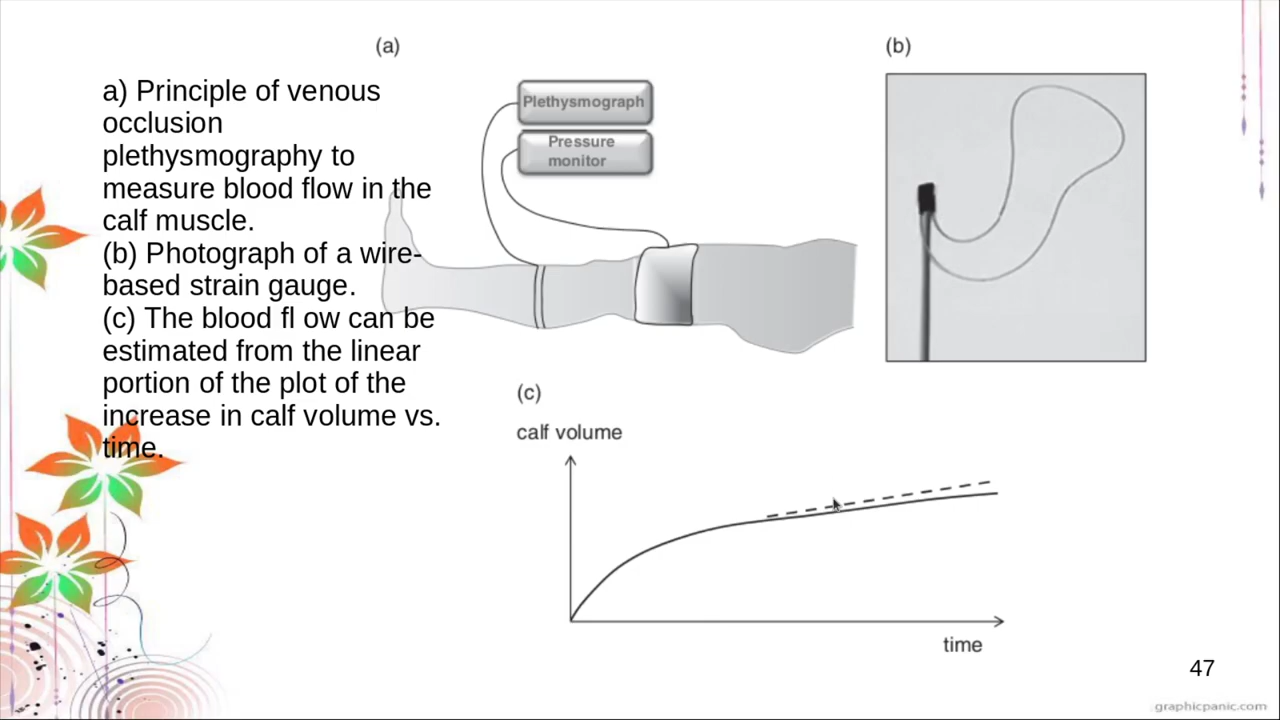 (a)
(b)
a) Principle of venous
occlusion
plethysmography to
measure blood flow in the
calf muscle.
(b) Photograph of a wire-
based strain gauge.
(c) The blood fl ow can be
estimated from the linear
portion of the plot of the
increase in calf volume vs.
time.
Plethysmograph
Pressure
monitor
(c)
calf volume
time
47
graphicpanic.com